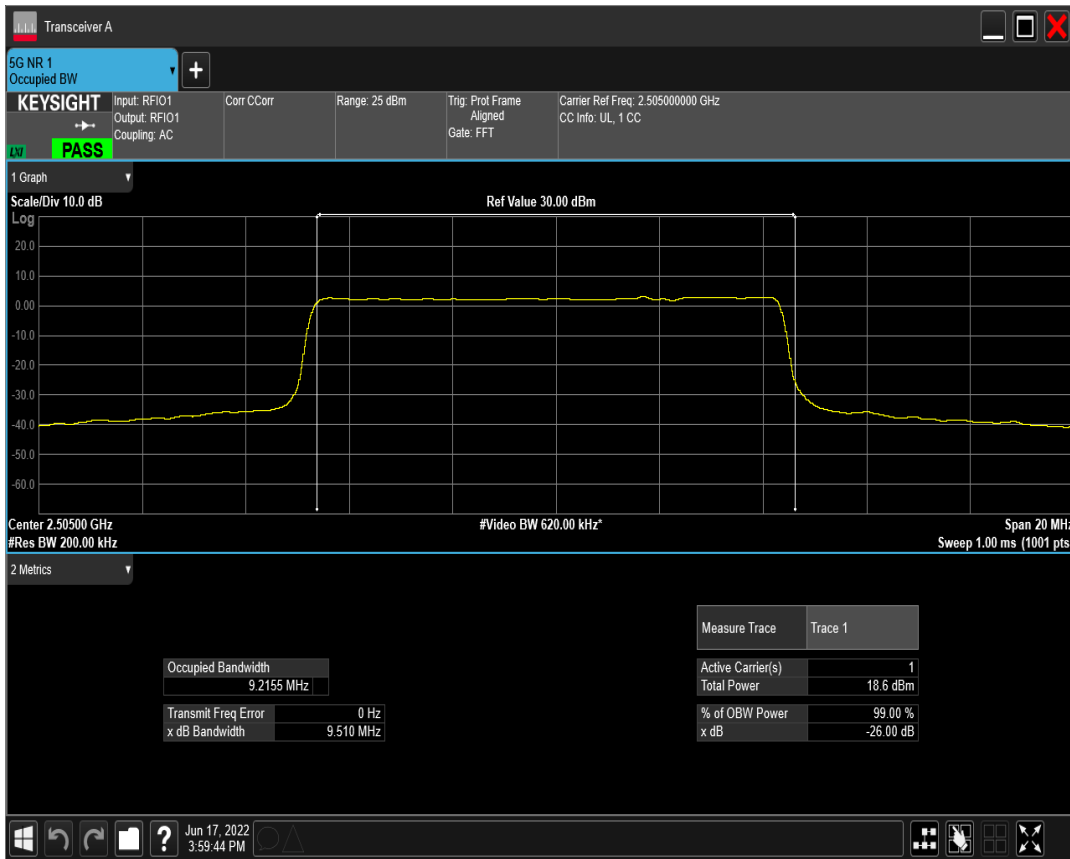 Transceiver A
5G NR 1
Occupied BW
KEYSIGHT
LXI
PASS
Input: RFIO1
Output: RFIO1
Coupling: AC
Corr CCorr
Range: 25 dBm
Trig: Prot Frame
Aligned
Gate: FFT
Carrier Ref Freq: 2.505000000 GHz
CC Info: UL, 1 CC
1 Graph
Scale/Div 10.0 dB
Ref Value 30.00 dBm
Log
20.0
10.0
0.00
-10.0
-20.0
-30.0
-40.0
-50.0
-60.0
Center 2.50500 GHz
#Video BW 620.00 kHz*
Span 20 MHz
#Res BW 200.00 kHz
Sweep 1.00 ms (1001 pts
2 Metrics
Measure Trace Trace 1
Occupied Bandwidth
9.2155 MHz
Active Carrier(s) 1
Total Power 18.6 dBm
Transmit Freq Error 0 Hz
x dB Bandwidth 9.510 MHz
% of OBW Power 99.00 %
x dB -26.00 dB
?
Jun 17, 2022
3:59:44 PM